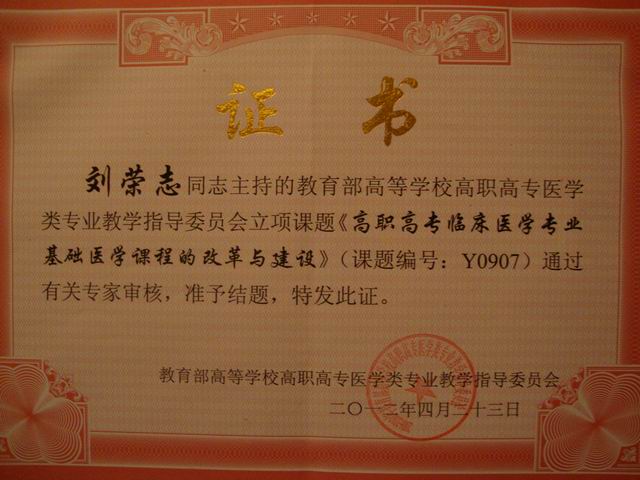 证书
刘荣志同志主持的教育部高等学校高职高专医学
类专业教学指导委员会立项课题《高职高专临床医学专业
基础医学课程的改革与建设》（课题编号：Y0907）通过
有关专家审核，准予结题，特发此证。
教育部高等学校高职高专医学类专业教学指导委员会
二〇一二年四月二十三日